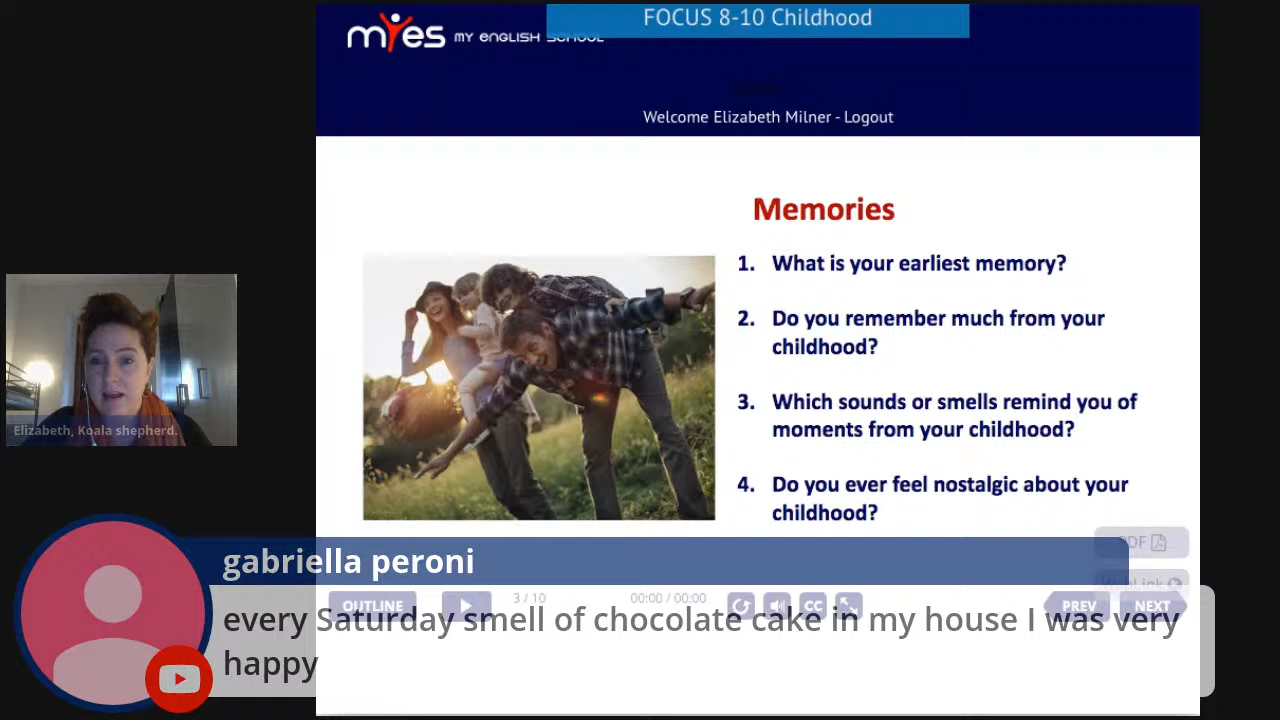 FOCUS 8-10 Childhood
myes MY ENGLISH SCHOOL
Welcome Elizabeth Milner - Logout
Memories
1. What is your earliest memory?
2. Do you remember much from your
childhood?
3. Which sounds or smells remind you of
moments from your childhood?
4. Do you ever feel nostalgic about your
childhood?
Elizabeth, Koala shepherd.
PDF
WebLink
gabriella peroni
OUTLINE
3 / 10
00:00 / 00:00
CC
PREV
NEXT
every Saturday smell of chocolate cake in my house I was very
happy